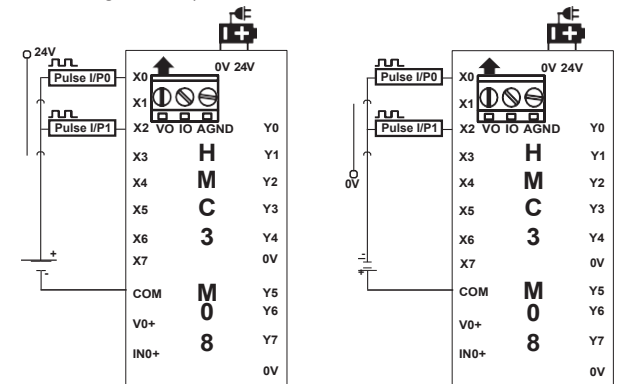 24V
0V 24V
Pulse I/P0
X0
X1
Pulse I/P1
X2
VO IO AGND
Y0
X3
H
Y1
X4
M
Y2
X5
C
Y3
X6
3
Y4
+
X7
0V
-
COM
M
Y5
0
Y6
V0+
8
Y7
IN0+
0V
0V 24V
Pulse I/P0
X0
X1
Pulse I/P1
X2
VO IO AGND
Y0
X3
H
Y1
0V
X4
M
Y2
X5
C
Y3
X6
3
Y4
-
X7
0V
+
COM
M
Y5
0
Y6
V0+
8
Y7
IN0+
0V